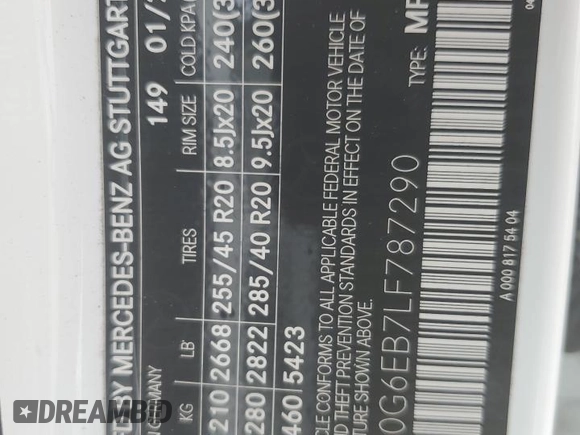 BY MERCEDES-BENZ AG STUTTGART
GERMANY 149 01/
KG LB TIRES RIM SIZE COLD KPA
210 2668 255/45 R20 8.5Jx20 240(3
280 2822 285/40 R20 9.5Jx20 260(3
460 5423
CLE CONFORMS TO ALL APPLICABLE FEDERAL MOTOR VEHICLE
D THEFT PREVENTION STANDARDS IN EFFECT ON THE DATE OF
TURE SHOWN ABOVE.
0G6EB7LF787290 TYPE:
A 000 817 54 04
DREAMBID